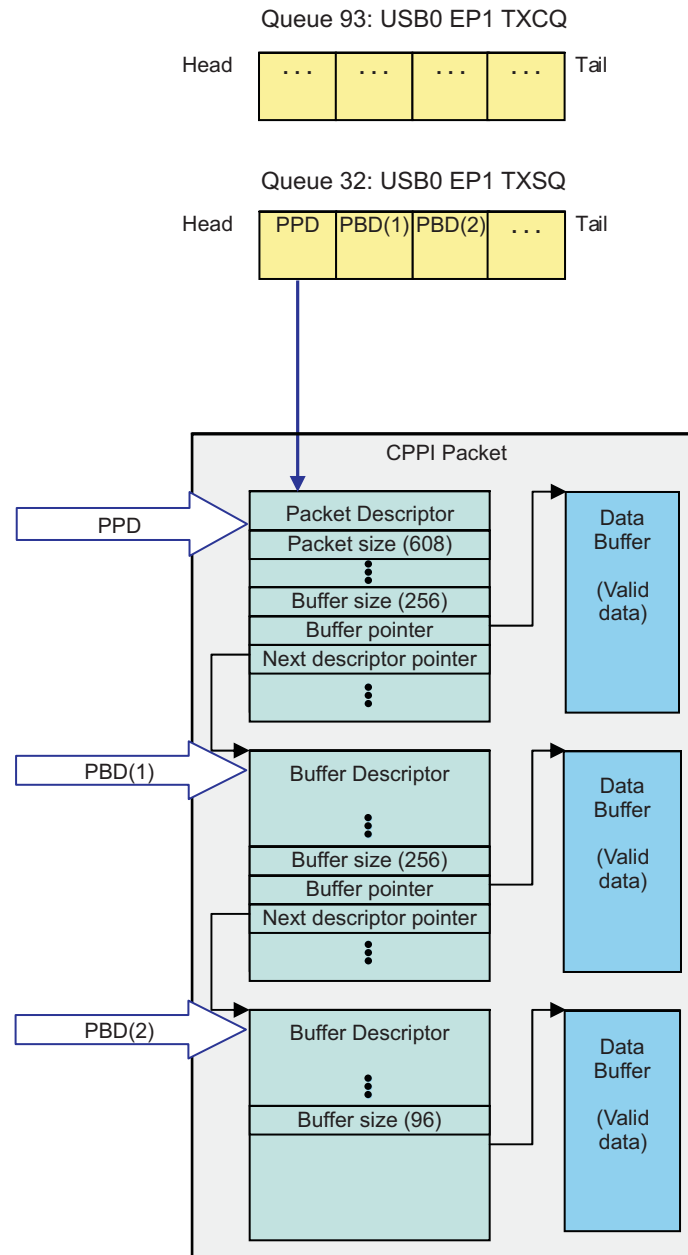 Queue 93: USB0 EP1 TXCQ
Head
. . .
. . .
. . .
. . .
Tail
Queue 32: USB0 EP1 TXSQ
Head
PPD
PBD(1)
PBD(2)
. . .
Tail
CPPI Packet
PPD
Packet Descriptor
Packet size (608)
Buffer size (256)
Buffer pointer
Next descriptor pointer
Data
Buffer
(Valid
data)
PBD(1)
Buffer Descriptor
Buffer size (256)
Buffer pointer
Next descriptor pointer
Data
Buffer
(Valid
data)
PBD(2)
Buffer Descriptor
Buffer size (96)
Data
Buffer
(Valid
data)